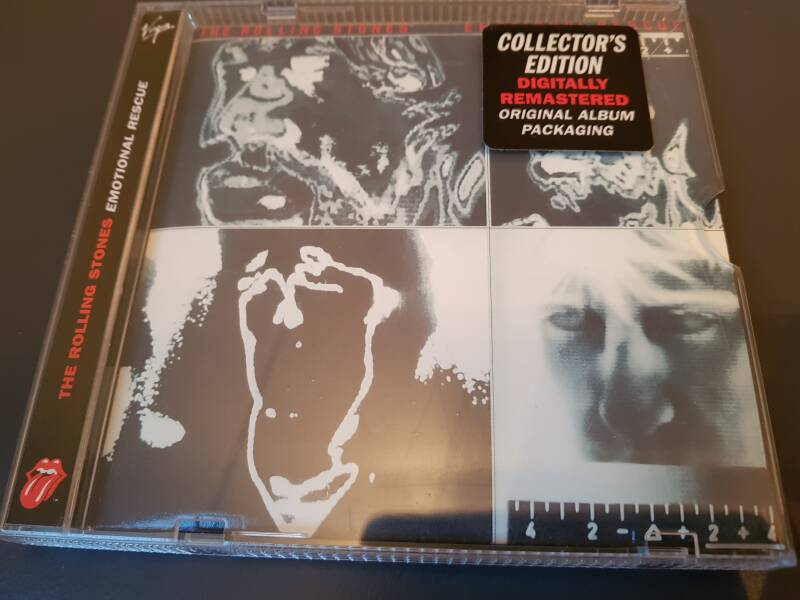 Virgin
THE ROLLING STONES EMOTIONAL RESCUE
THE ROLLING STONES
COLLECTOR'S
EDITION
DIGITALLY
REMASTERED
ORIGINAL ALBUM
PACKAGING
2 +
4 2 - + 2 + 4